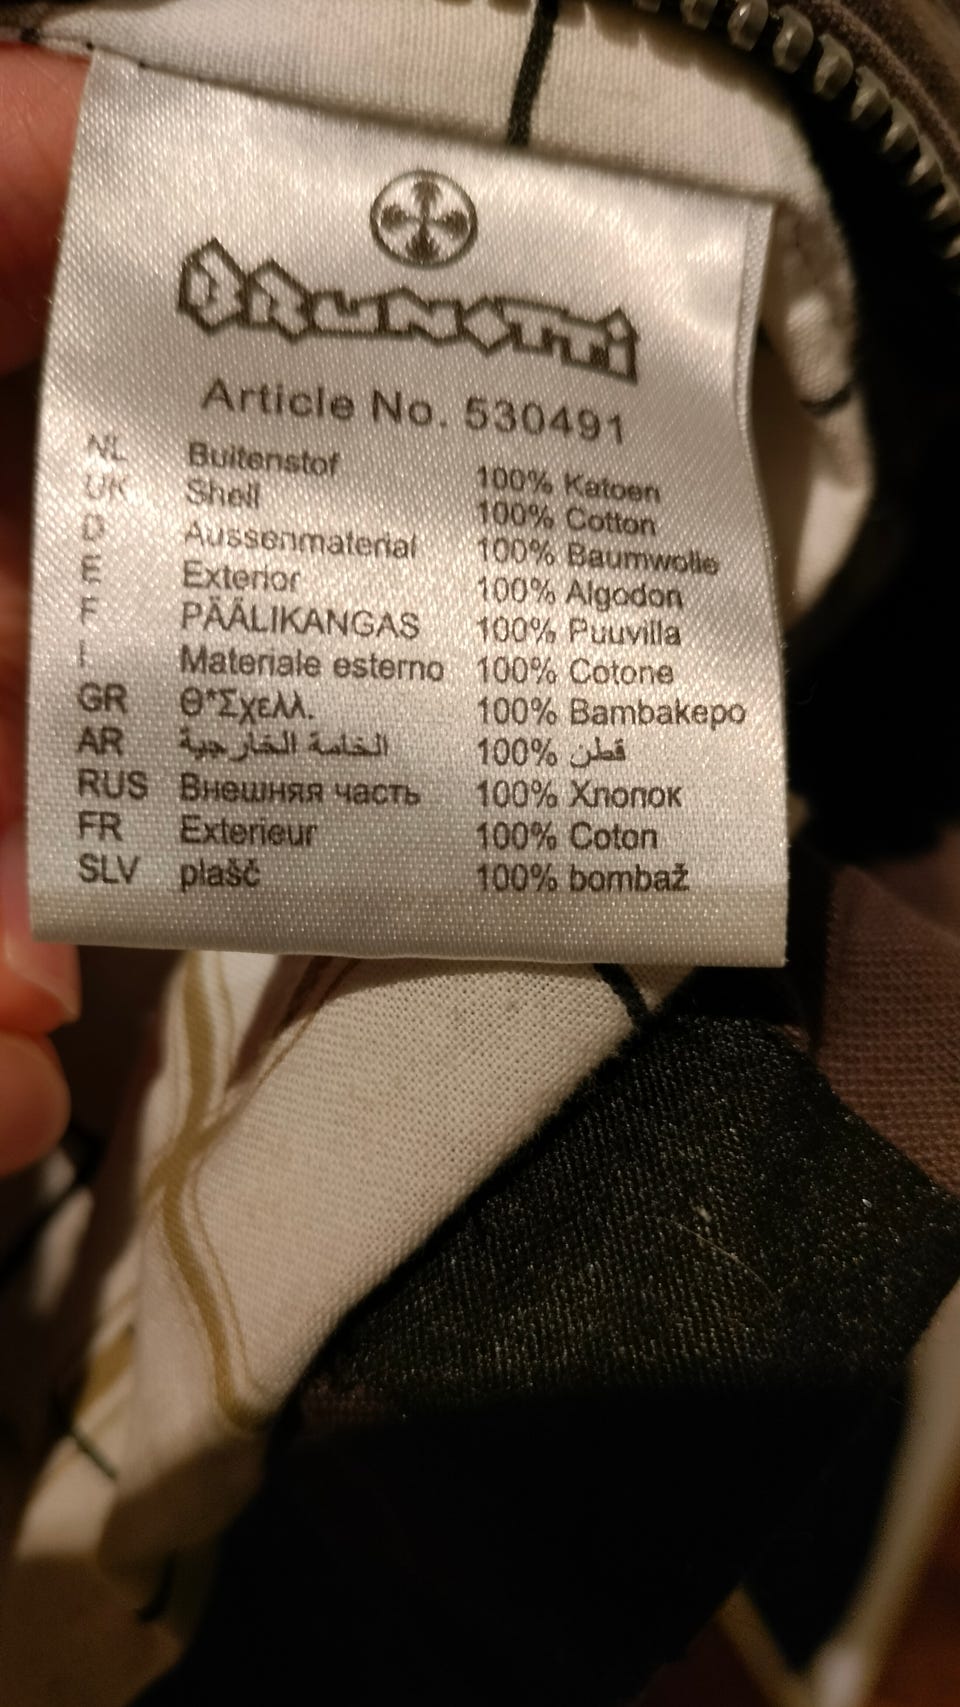 BRUNOTTI
Article No. 530491
NL Buitenstof 100% Katoen
UK Shell 100% Cotton
D Aussenmaterial 100% Baumwolle
E Exterior 100% Algodon
F PÄÄLIKANGAS 100% Puuvilla
I Materiale esterno 100% Cotone
GR Θ*Σχελλ. 100% Bambakepo
AR الخامة الخارجية 100% قطن
RUS Внешняя часть 100% Хлопок
FR Exterieur 100% Coton
SLV plašč 100% bombaž